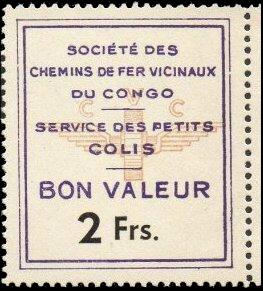 SOCIÉTÉ DES
CHEMINS DE FER VICINAUX
DU CONGO
C V C
SERVICE DES PETITS
COLIS
BON VALEUR
2 Frs.